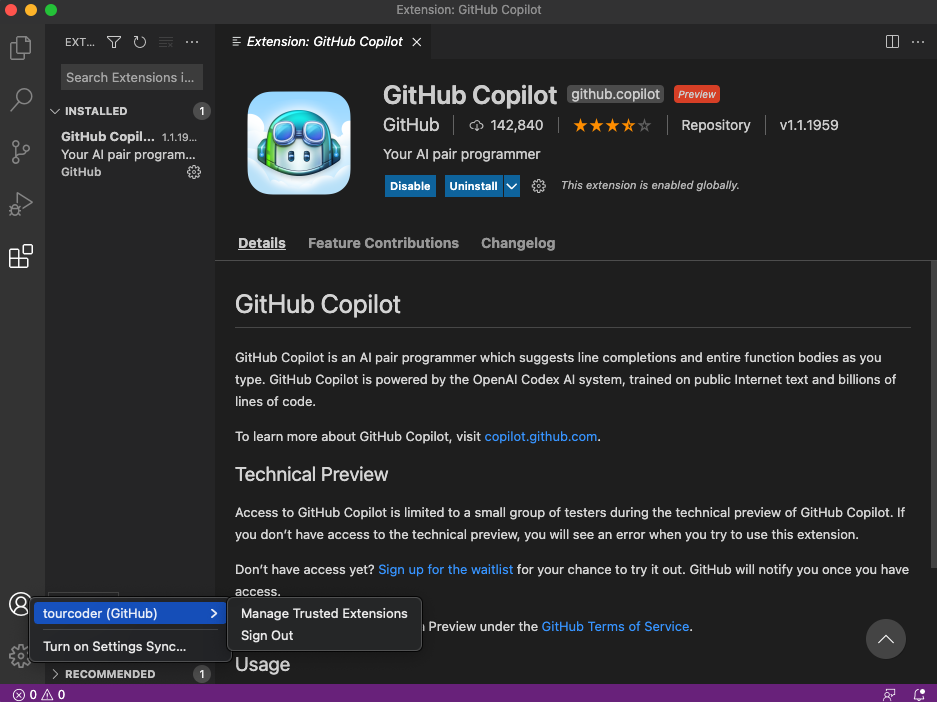 Extension: GitHub Copilot
EXT...
Extension: GitHub Copilot
Search Extensions i...
INSTALLED 1
GitHub Copil... 1.1.19...
Your AI program...
GitHub
GitHub Copilot github.copilot Preview
GitHub 142,840 Repository v1.1.1959
Your AI pair programmer
Disable Uninstall This extension is enabled globally.
Details Feature Contributions Changelog
GitHub Copilot
GitHub Copilot is an AI pair programmer which suggests line completions and entire function bodies as you
type. GitHub Copilot is powered by the OpenAI Codex AI system, trained on public Internet text and billions of
lines of code.
To learn more about GitHub Copilot, visit copilot.github.com.
Technical Preview
Access to GitHub Copilot is limited to a small group of testers during the technical preview of GitHub Copilot. If
you don’t have access to the technical preview, you will see an error when you try to use this extension.
Don’t have access yet? Sign up for the waitlist for your chance to try it out. GitHub will notify you once you have
access.
Preview under the GitHub Terms of Service.
Usage
tourcoder (GitHub)
Turn on Settings Sync...
Manage Trusted Extensions
Sign Out
RECOMMENDED 1
0 0